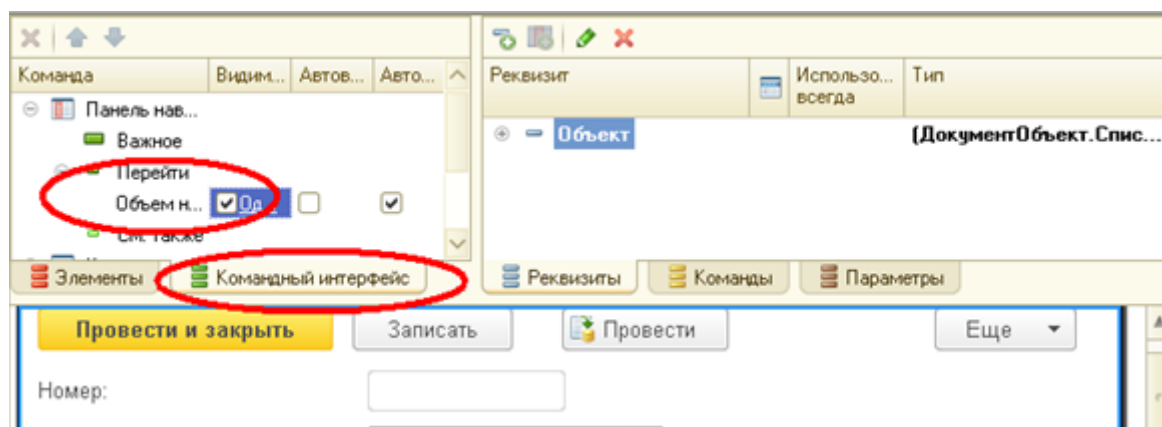 Команда Видим... Автов... Авто...
Панель нав...
Важное
Перейти
Объем н... Од...
См. также
Элементы Командный интерфейс
Реквизит Использо... всегда Тип
Объект (ДокументОбъект.Спис...
Реквизиты Команды Параметры
Провести и закрыть Записать Провести Еще
Номер: